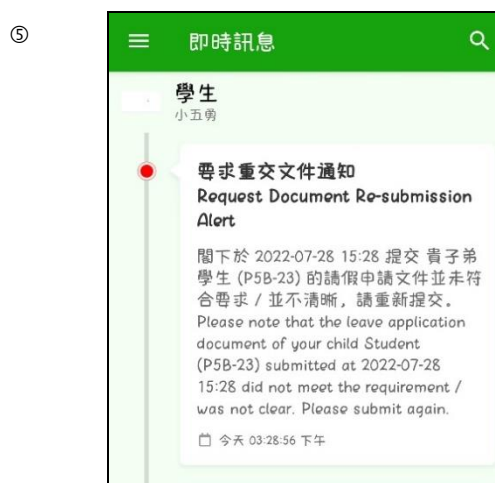 ⑤
即時訊息
學生
小五勇
要求重交文件通知
Request Document Re-submission
Alert
閣下於 2022-07-28 15:28 提交 貴子弟
學生 (P5B-23) 的請假申請文件並未符
合要求 / 並不清晰，請重新提交。
Please note that the leave application
document of your child Student
(P5B-23) submitted at 2022-07-28
15:28 did not meet the requirement /
was not clear. Please submit again.
今天 03:28:56 下午